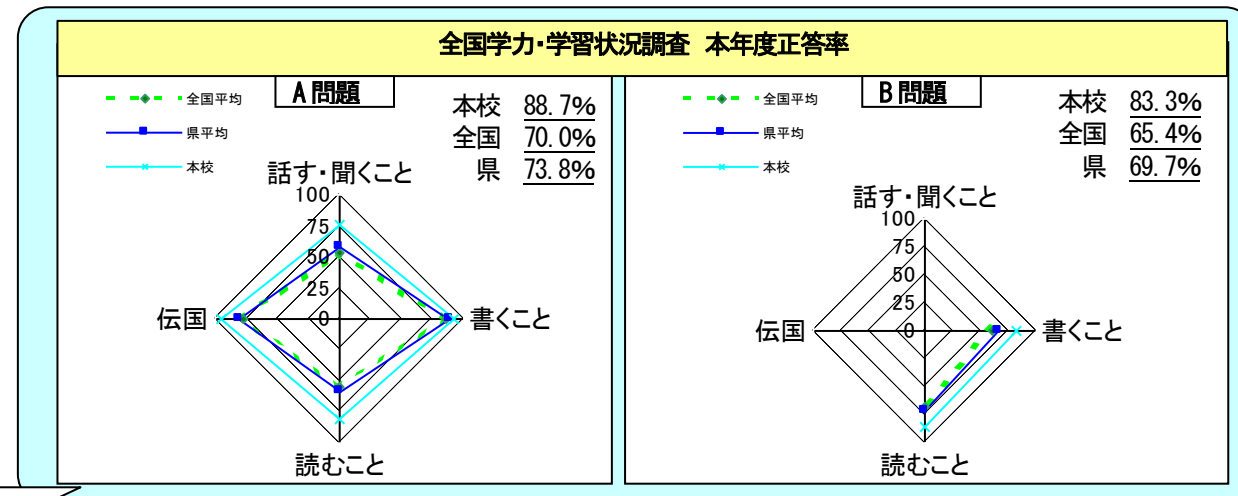 全国学力・学習状況調査 本年度正答率
A問題
全国平均
県平均
本校
本校 88.7%
全国 70.0%
県 73.8%
話す・聞くこと
100
75
50
25
0
伝国
書くこと
読むこと
B問題
全国平均
県平均
本校
本校 83.3%
全国 65.4%
県 69.7%
話す・聞くこと
100
75
50
25
0
伝国
書くこと
読むこと